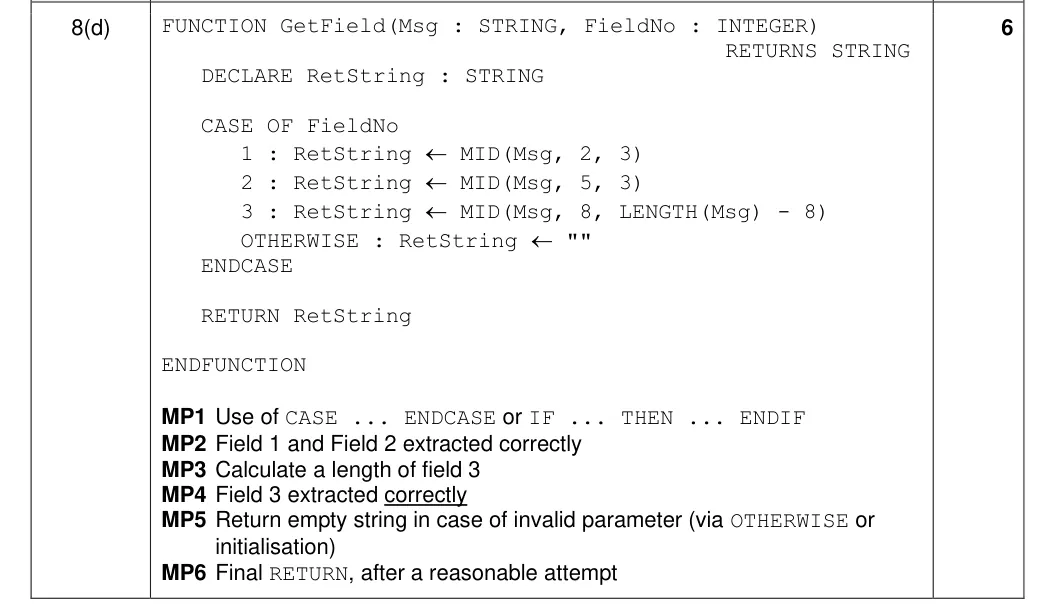 8(d)
FUNCTION GetField(Msg : STRING, FieldNo : INTEGER)
6
RETURNS STRING
DECLARE RetString : STRING
CASE OF FieldNo
1 : RetString ← MID(Msg, 2, 3)
2 : RetString ← MID(Msg, 5, 3)
3 : RetString ← MID(Msg, 8, LENGTH(Msg) - 8)
OTHERWISE : RetString ← ""
ENDCASE
RETURN RetString
ENDFUNCTION
MP1 Use of CASE ... ENDCASE or IF ... THEN ... ENDIF
MP2 Field 1 and Field 2 extracted correctly
MP3 Calculate a length of field 3
MP4 Field 3 extracted correctly
MP5 Return empty string in case of invalid parameter (via OTHERWISE or
initialisation)
MP6 Final RETURN, after a reasonable attempt